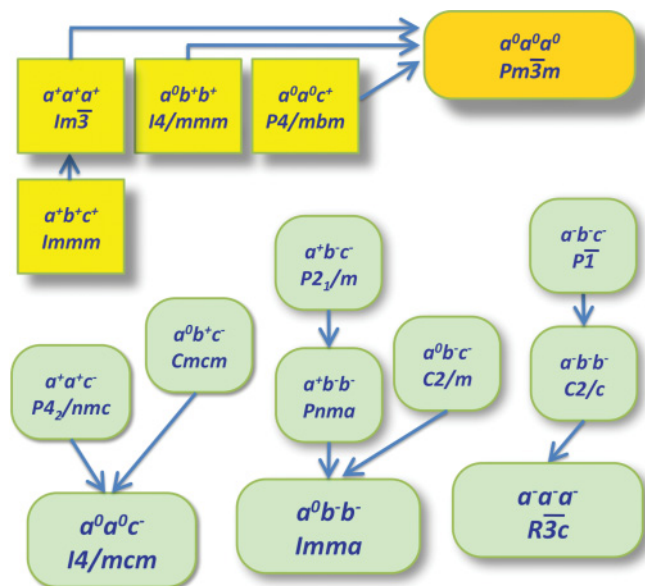 a⁰a⁰a⁰
Pm3̅m
a⁺a⁺a⁺
Im3̅
a⁰b⁺b⁺
I4/mmm
a⁰a⁰c⁺
P4/mbm
a⁺b⁺c⁺
Immm
a⁺b⁻c⁻
P2₁/m
a⁻b⁻c⁻
P1̅
a⁰b⁺c⁻
Cmcm
a⁰b⁻c⁻
C2/m
a⁻b⁻b⁻
C2/c
a⁺a⁺c⁻
P4₂/nmc
a⁺b⁻b⁻
Pnma
a⁰a⁰c⁻
I4/mcm
a⁰b⁻b⁻
Imma
a⁻a⁻a⁻
R3̅c